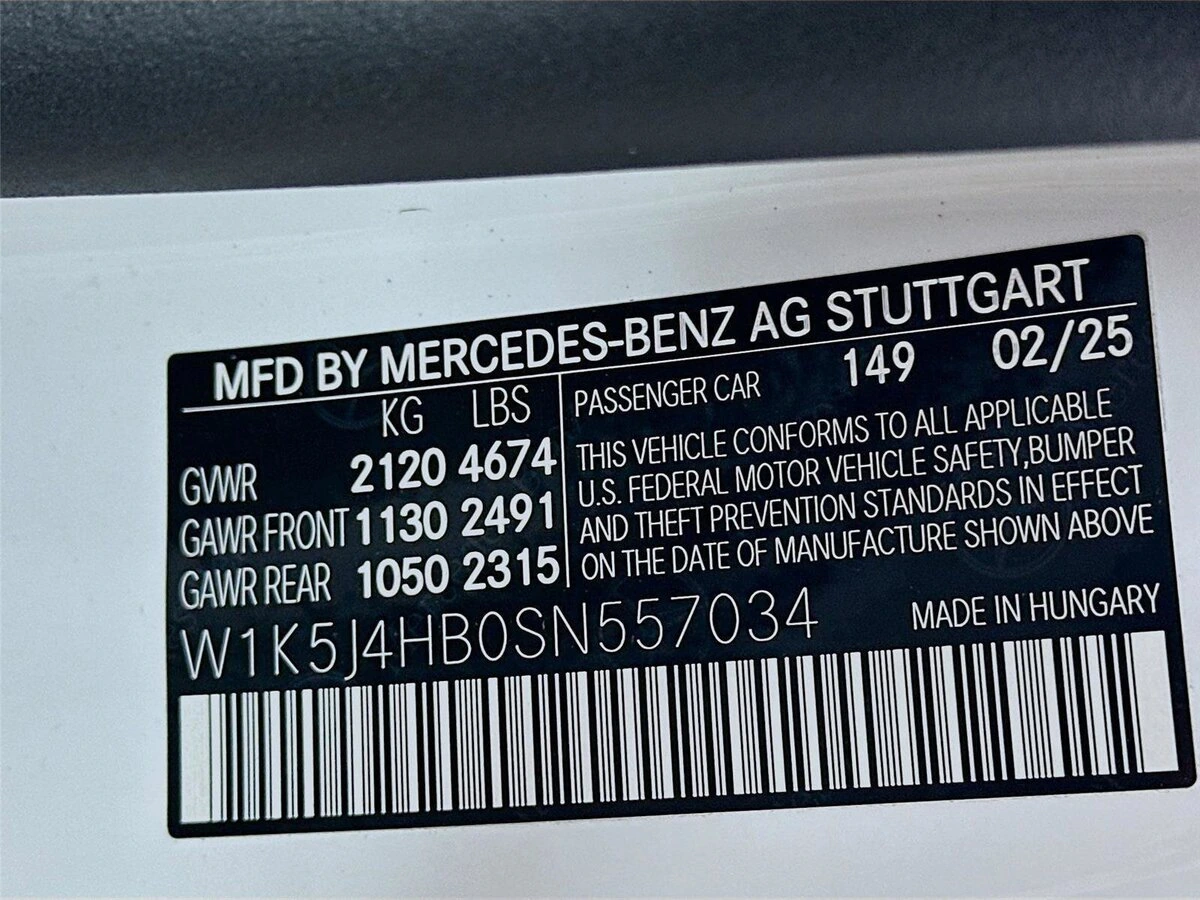 MFD BY MERCEDES-BENZ AG STUTTGART
KG LBS
GVWR 2120 4674
GAWR FRONT 1130 2491
GAWR REAR 1050 2315
PASSENGER CAR 149 02/25
THIS VEHICLE CONFORMS TO ALL APPLICABLE
U.S. FEDERAL MOTOR VEHICLE SAFETY,BUMPER
AND THEFT PREVENTION STANDARDS IN EFFECT
ON THE DATE OF MANUFACTURE SHOWN ABOVE
W1K5J4HB0SN557034 MADE IN HUNGARY